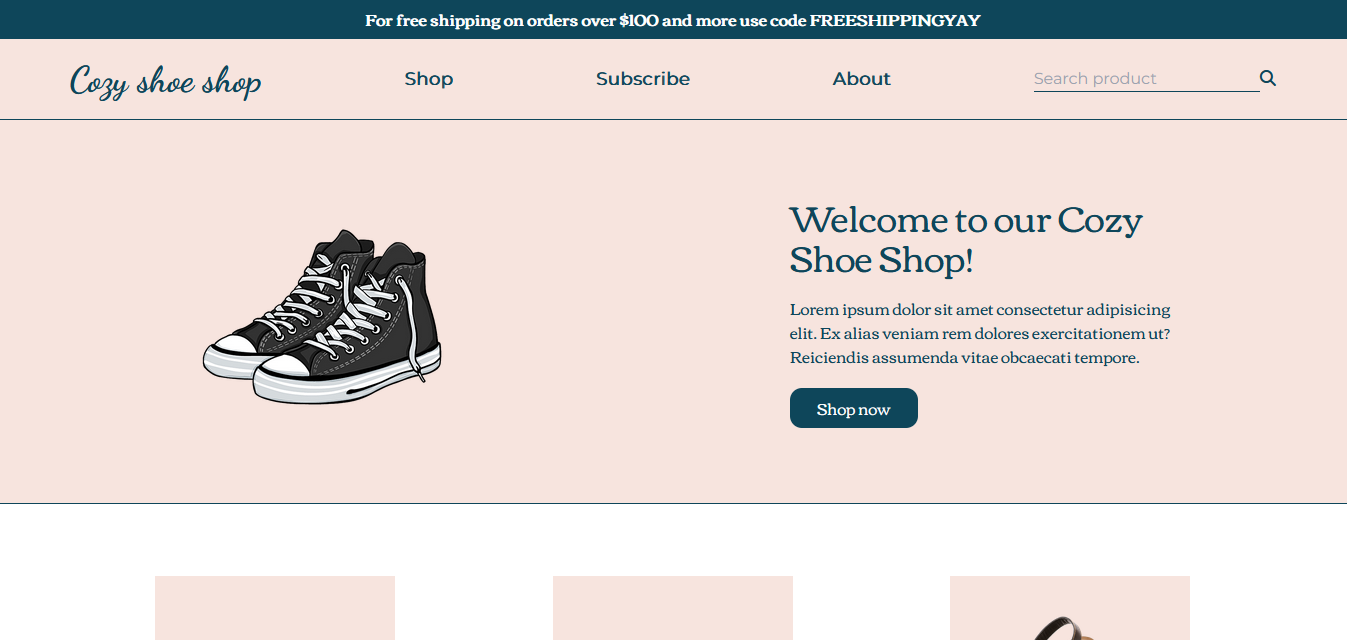 For free shipping on orders over $100 and more use code FREESHIPPINGYAY
Cozy shoe shop
Shop
Subscribe
About
Search product
Welcome to our Cozy
Shoe Shop!
Lorem ipsum dolor sit amet consectetur adipisicing
elit. Ex alias veniam rem dolores exercitationem ut?
Reiciendis assumenda vitae obcaecati tempore.
Shop now